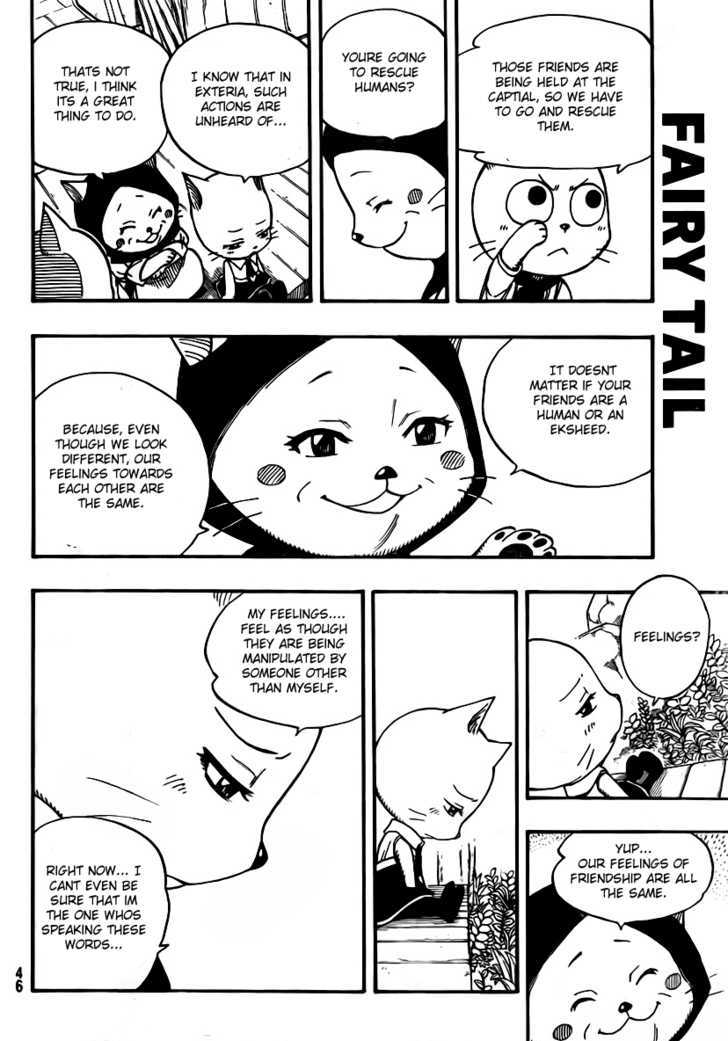 FAIRY TAIL
THOSE FRIENDS
ARE BEING
HELD AT THE
CAPTIAL, SO WE HAVE
TO GO AND RESCUE
THEM.
YOURE GOING
TO RESCUE
HUMANS?
I KNOW THAT IN
EXTERIA, SUCH
ACTIONS ARE
UNHEARD OF...
THATS NOT
TRUE, I THINK
ITS A GREAT
THING TO DO.
IT DOESNT
MATTER IF YOUR
FRIENDS ARE A
HUMAN OR AN
EKSHEED.
BECAUSE, EVEN
THOUGH WE LOOK
DIFFERENT, OUR
FEELINGS TOWARDS
EACH OTHER ARE
THE SAME.
FEELINGS?
YUP...
OUR FEELINGS OF
FRIENDSHIP ARE ALL
THE SAME.
MY FEELINGS....
FEEL AS THOUGH
THEY ARE BEING
MANIPULATED BY
SOMEONE OTHER
THAN MYSELF.
RIGHT NOW... I
CANT EVEN BE
SURE THAT IM
THE ONE WHOS
SPEAKING THESE
WORDS...
46